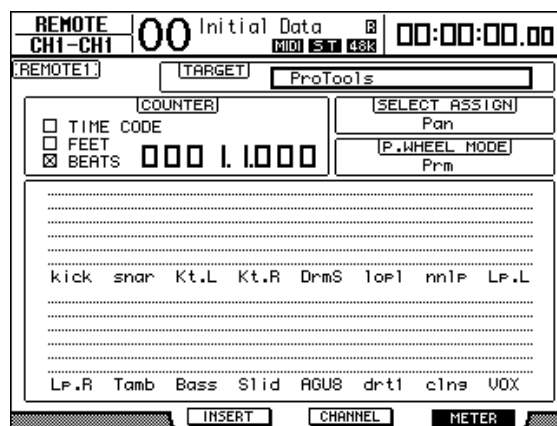 REMOTE
CH1-CH1
00
Initial Data
R
MIDI ST 48K
00:00:00.00
REMOTE1:
TARGET
ProTools
COUNTER
TIME CODE
FEET
BEATS
0001.1.000
SELECT ASSIGN
Pan
P.WHEEL MODE
Prm
kick snar Kt.L Kt.R DrmS lopl nnlp Lp.L
Lp.R Tamb Bass Slid AGU8 drt1 clng VOX
INSERT
CHANNEL
METER